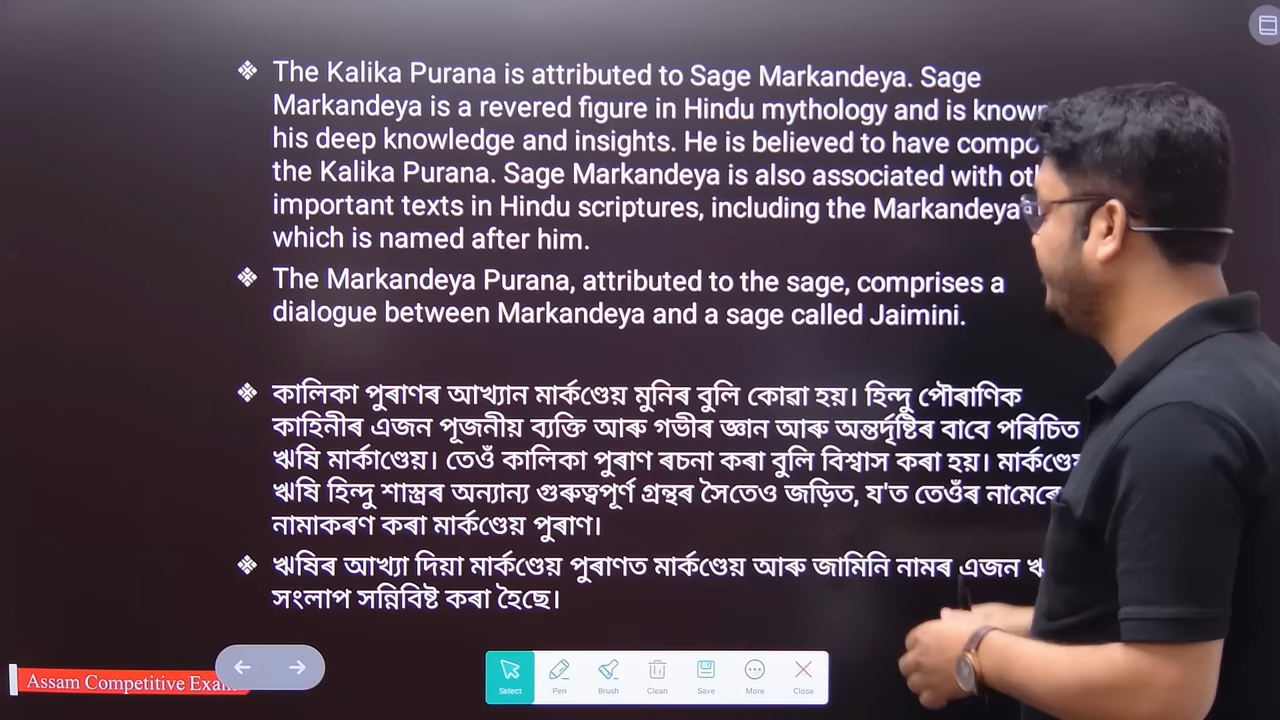 ❖ The Kalika Purana is attributed to Sage Markandeya. Sage
Markandeya is a revered figure in Hindu mythology and is known
his deep knowledge and insights. He is believed to have compo
the Kalika Purana. Sage Markandeya is also associated with oth
important texts in Hindu scriptures, including the Markandeya
which is named after him.
❖ The Markandeya Purana, attributed to the sage, comprises a
dialogue between Markandeya and a sage called Jaimini.
❖ কালিকা পুৰাণৰ আখ্যান মাৰ্কণ্ডেয় মুনিৰ বুলি কোৱা হয়। হিন্দু পৌৰাণিক
কাহিনীৰ এজন পূজনীয় ব্যক্তি আৰু গভীৰ জ্ঞান আৰু অন্তৰ্দৃষ্টিৰ বাবে পৰিচিত
ঋষি মাৰ্কাণ্ডেয়। তেওঁ কালিকা পুৰাণ ৰচনা কৰা বুলি বিশ্বাস কৰা হয়। মাৰ্কণ্ডেয়
ঋষি হিন্দু শাস্ত্ৰৰ অন্যান্য গুৰুত্বপূৰ্ণ গ্ৰন্থৰ সৈতেও জড়িত, য'ত তেওঁৰ নামেৰে
নামাকৰণ কৰা মাৰ্কণ্ডেয় পুৰাণ।
❖ ঋষিৰ আখ্যা দিয়া মাৰ্কণ্ডেয় পুৰাণত মাৰ্কণ্ডেয় আৰু জামিনি নামৰ এজন ঋ
সংলাপ সন্নিবিষ্ট কৰা হৈছে।
Assam Competitive Exam
Select Pen Brush Clean Save More Close